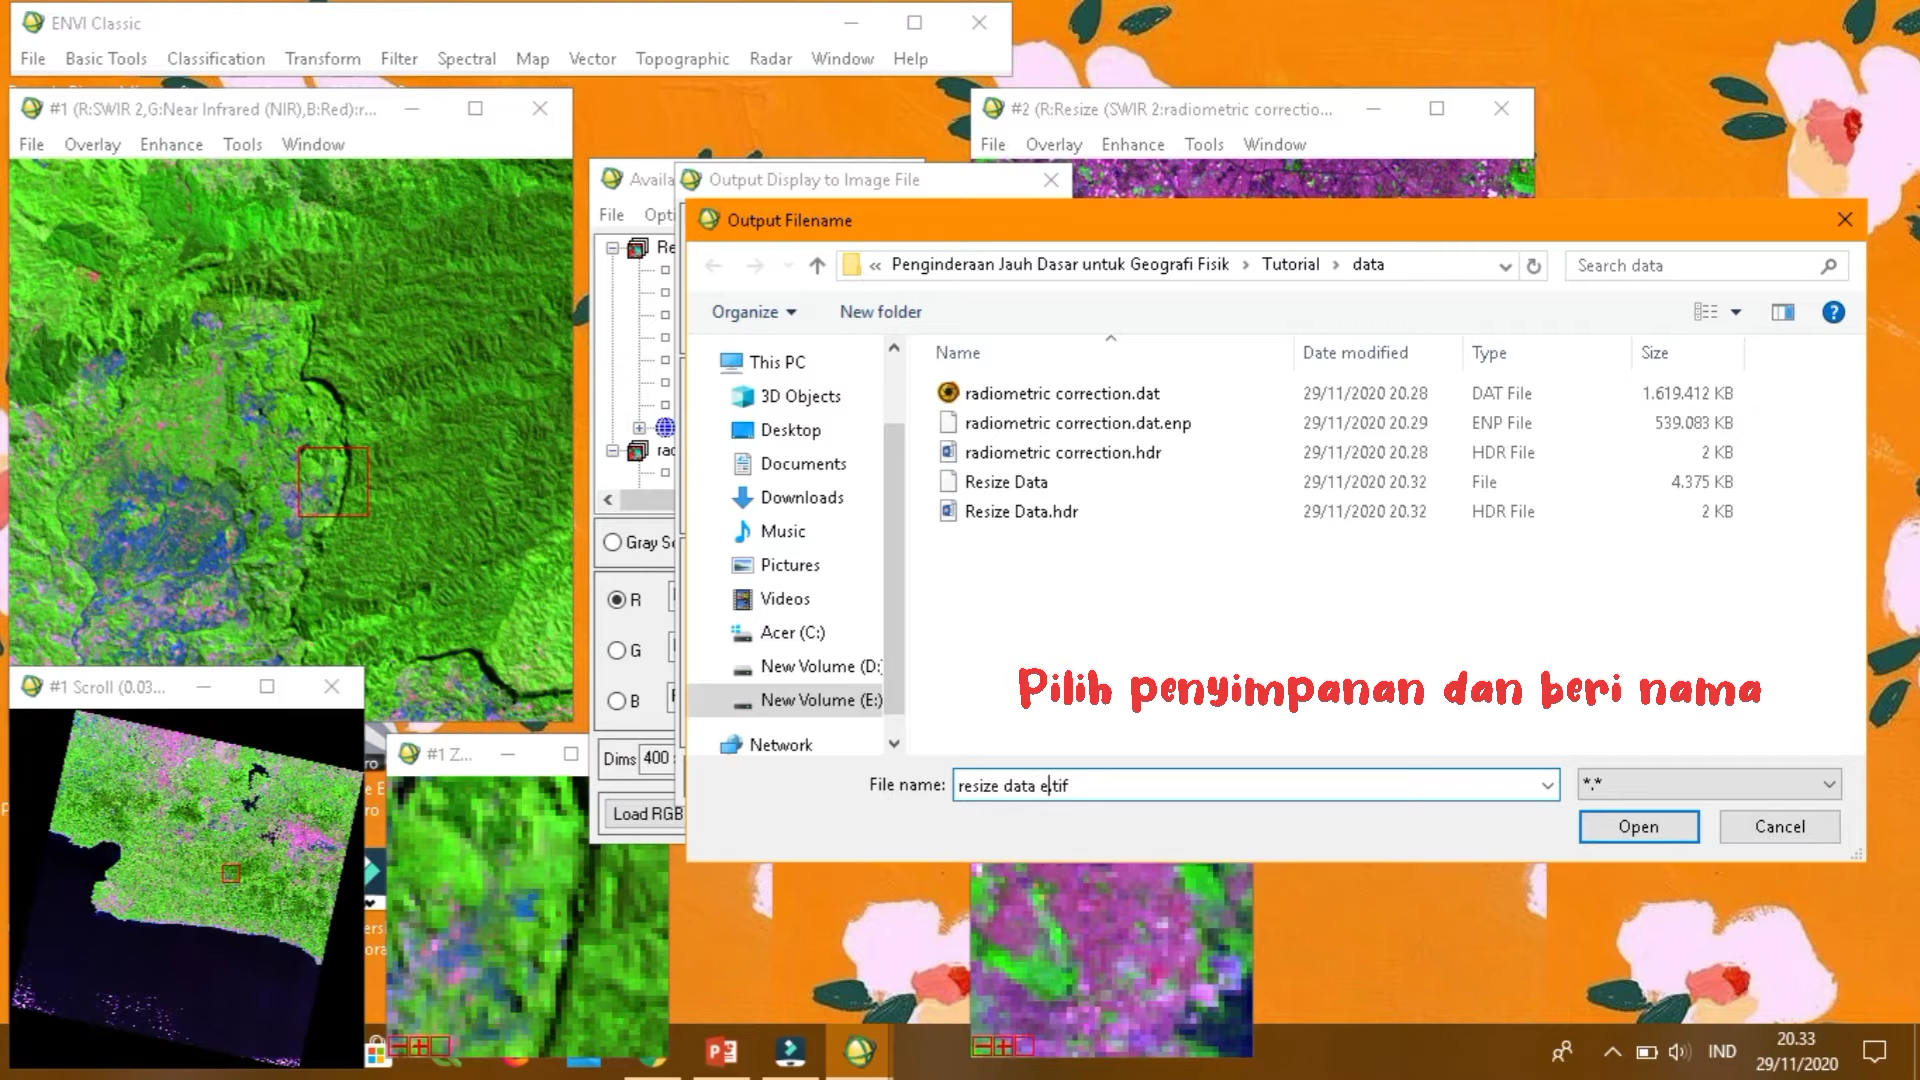 ENVI Classic
File Basic Tools Classification Transform Filter Spectral Map Vector Topographic Radar Window Help
#1 (R:SWIR 2,G:Near Infrared (NIR),B:Red):r...
File Overlay Enhance Tools Window
#2 (R:Resize (SWIR 2:radiometric correctio...
File Overlay Enhance Tools Window
Availa
File Opti
Re
rad
Gray Sc
R
G
B
Dims 400
Load RGB
Output Display to Image File
Output Filename
« Penginderaan Jauh Dasar untuk Geografi Fisik › Tutorial › data
Search data
Organize New folder
This PC
3D Objects
Desktop
Documents
Downloads
Music
Pictures
Videos
Acer (C:)
New Volume (D:)
New Volume (E:)
Network
Name Date modified Type Size
radiometric correction.dat 29/11/2020 20.28 DAT File 1.619.412 KB
radiometric correction.dat.enp 29/11/2020 20.29 ENP File 539.083 KB
radiometric correction.hdr 29/11/2020 20.28 HDR File 2 KB
Resize Data 29/11/2020 20.32 File 4.375 KB
Resize Data.hdr 29/11/2020 20.32 HDR File 2 KB
Pilih penyimpanan dan beri nama
File name: resize data e.tif
*.*
Open Cancel
#1 Scroll (0.03...
#1 Z...
IND
20.33
29/11/2020